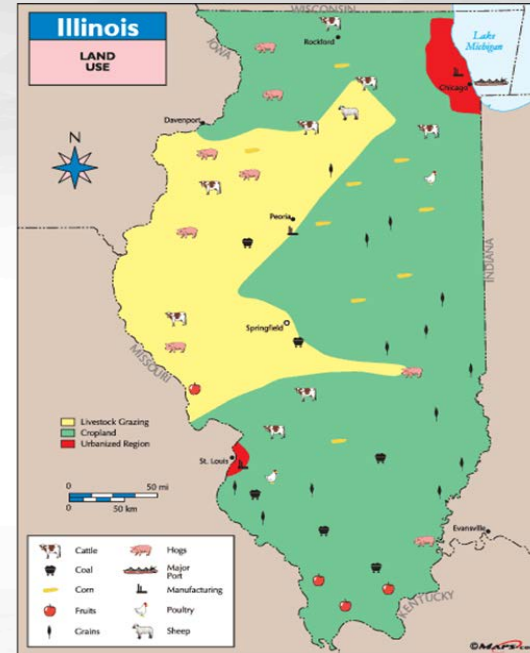 WISCONSIN
Illinois
LAND
USE
IOWA
Rockford
Lake
Michigan
Chicago
Davenport
N
Peoria
INDIANA
Springfield
MISSOURI
Livestock Grazing
Cropland
Urbanized Region
St. Louis
0 50 mi
0 50 km
Evansville
Cattle
Hogs
Coal
Major
Port
Corn
Manufacturing
Fruits
Poultry
Grains
Sheep
KENTUCKY